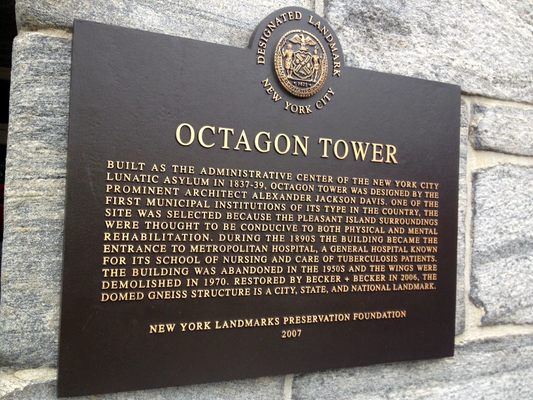 DESIGNATED LANDMARK
NEW YORK CITY
OCTAGON TOWER
BUILT AS THE ADMINISTRATIVE CENTER OF THE NEW YORK CITY
LUNATIC ASYLUM IN 1837-39, OCTAGON TOWER WAS DESIGNED BY THE
PROMINENT ARCHITECT ALEXANDER JACKSON DAVIS. ONE OF THE
FIRST MUNICIPAL INSTITUTIONS OF ITS TYPE IN THE COUNTRY, THE
SITE WAS SELECTED BECAUSE THE PLEASANT ISLAND SURROUNDINGS
WERE THOUGHT TO BE CONDUCIVE TO BOTH PHYSICAL AND MENTAL
REHABILITATION. DURING THE 1890S THE BUILDING BECAME THE
ENTRANCE TO METROPOLITAN HOSPITAL, A GENERAL HOSPITAL KNOWN
FOR ITS SCHOOL OF NURSING AND CARE OF TUBERCULOSIS PATIENTS.
THE BUILDING WAS ABANDONED IN THE 1950S AND THE WINGS WERE
DEMOLISHED IN 1970. RESTORED BY BECKER + BECKER IN 2006, THE
DOMED GNEISS STRUCTURE IS A CITY, STATE, AND NATIONAL LANDMARK.
NEW YORK LANDMARKS PRESERVATION FOUNDATION
2007